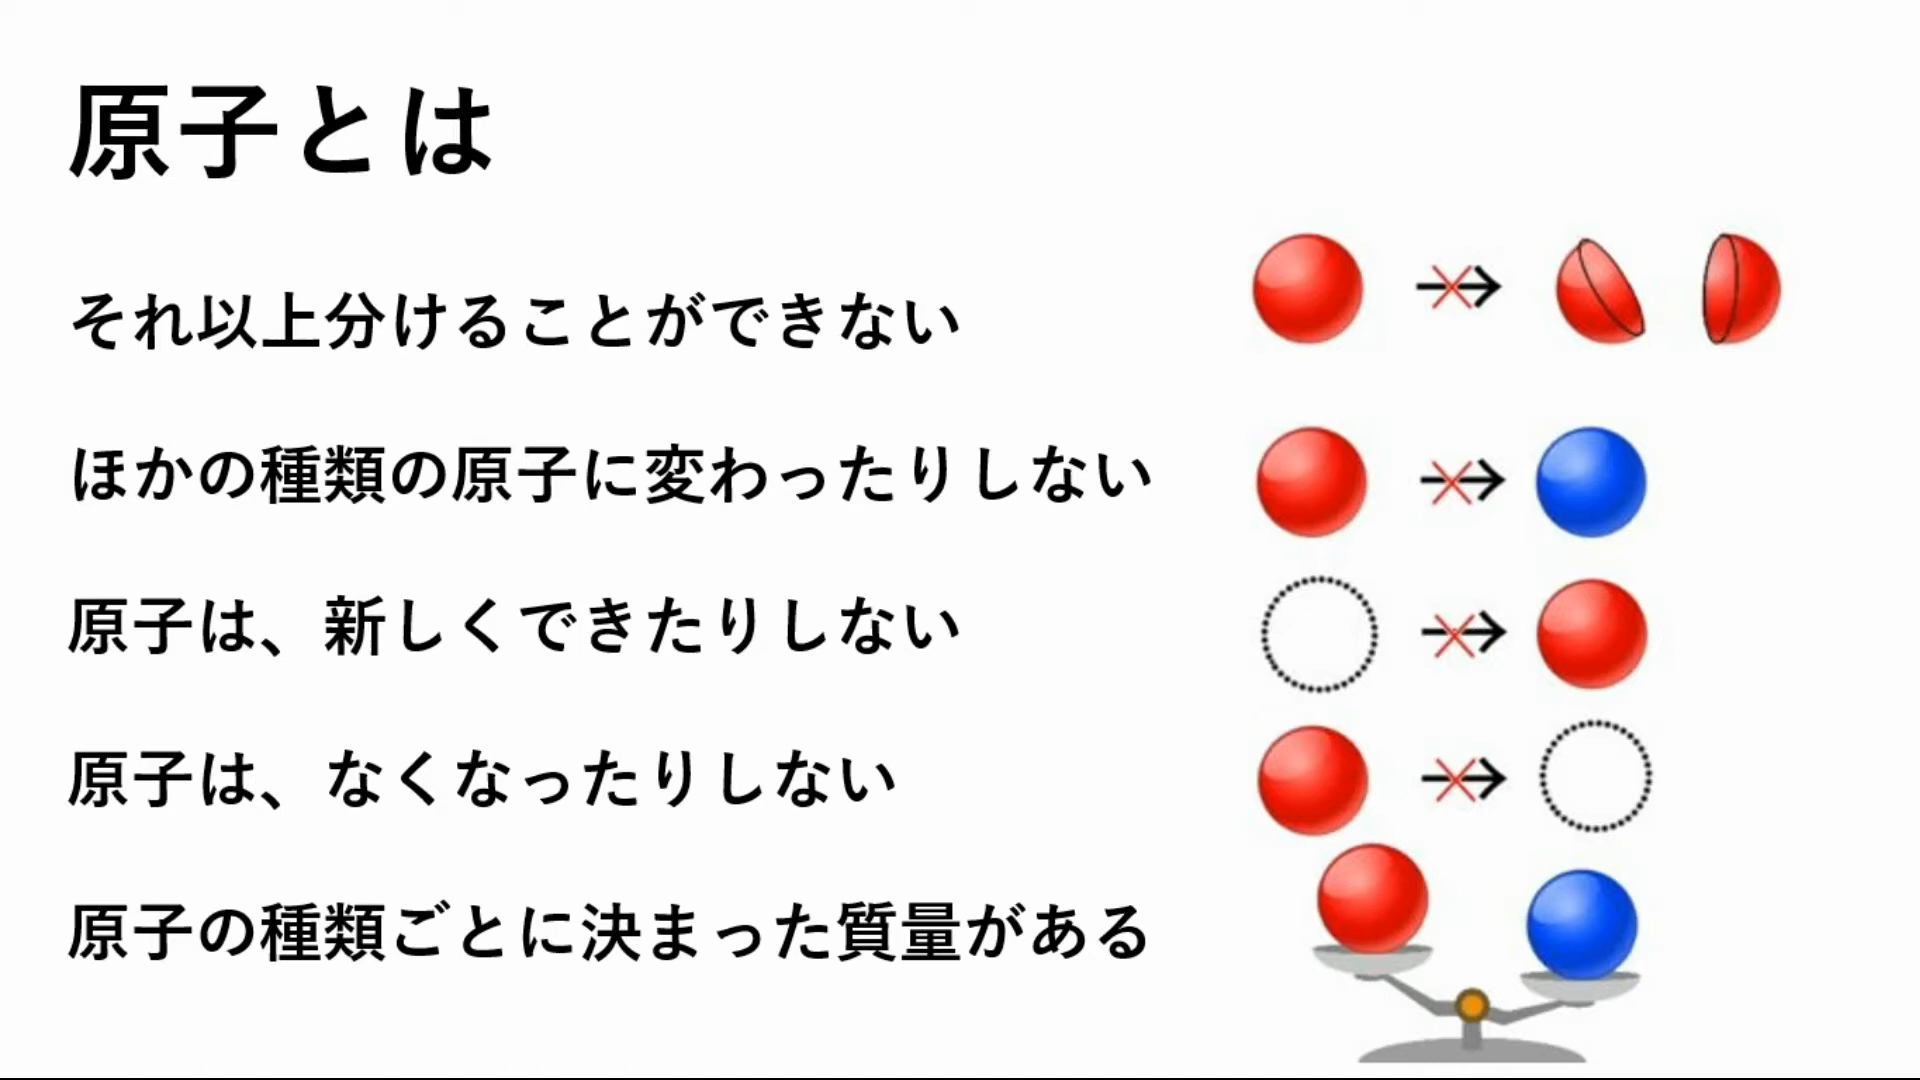 原子とは
それ以上分けることができない
ほかの種類の原子に変わったりしない
原子は、新しくできたりしない
原子は、なくなったりしない
原子の種類ごとに決まった質量がある